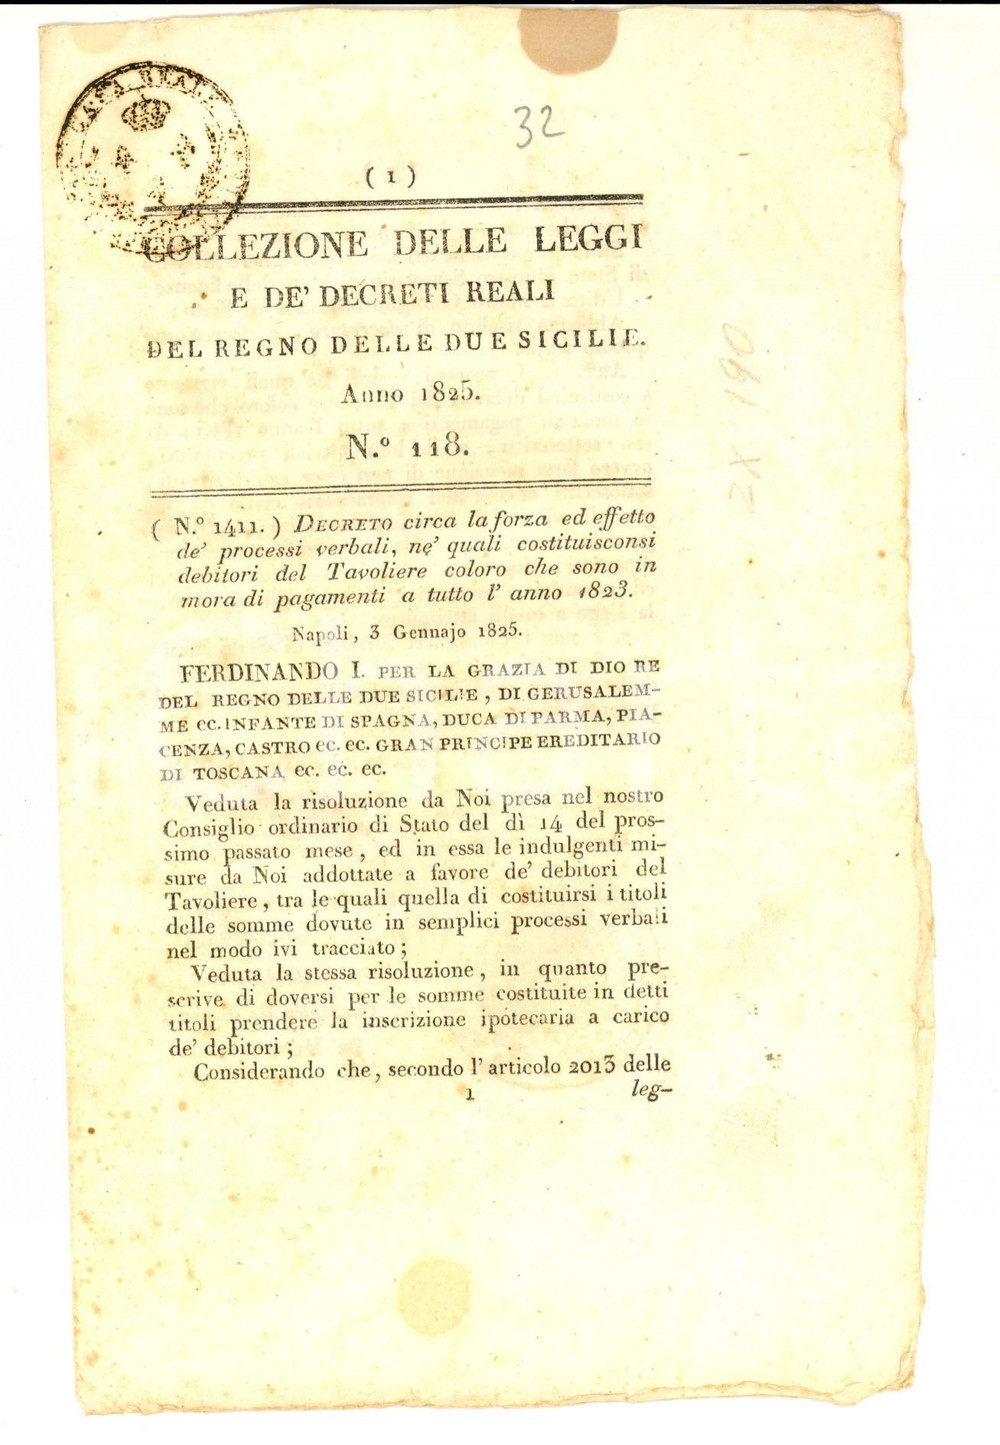 CASA REALE
32
( 1 )
COLLEZIONE DELLE LEGGI
E DE' DECRETI REALI
DEL REGNO DELLE DUE SICILIE.
Anno 1825.
N.º 118.
( N.º 1411. ) DECRETO circa la forza ed effetto
de' processi verbali, ne' quali costituisconsi
debitori del Tavoliere coloro che sono in
mora di pagamenti a tutto l' anno 1823.
Napoli, 3 Gennajo 1825.
FERDINANDO I. PER LA GRAZIA DI DIO RE
DEL REGNO DELLE DUE SICILIE, DI GERUSALEM-
ME EC. INFANTE DI SPAGNA, DUCA DI PARMA, PIA-
CENZA, CASTRO EC. EC. GRAN PRINCIPE EREDITARIO
DI TOSCANA EC. EC. EC.
Veduta la risoluzione da Noi presa nel nostro
Consiglio ordinario di Stato del dì 14 del pros-
simo passato mese, ed in essa le indulgenti mi-
sure da Noi addottate a favore de' debitori del
Tavoliere, tra le quali quella di costituirsi i titoli
delle somme dovute in semplici processi verbali
nel modo ivi tracciato;
Veduta la stessa risoluzione, in quanto pre-
scrive di doversi per le somme costituite in detti
titoli prendere la inscrizione ipotecaria a carico
de' debitori;
Considerando che, secondo l' articolo 2013 delle
1 leg-
2X 190